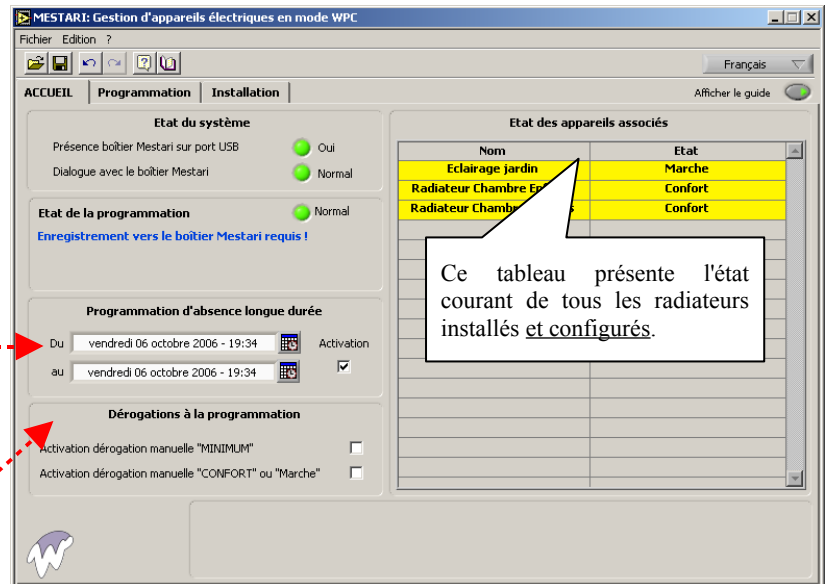 MESTARI: Gestion d'appareils électriques en mode WPC
Fichier Edition ?
Français
ACCUEIL Programmation Installation
Afficher le guide
Etat du système
Présence boîtier Mestari sur port USB Oui
Dialogue avec le boîtier Mestari Normal
Etat de la programmation Normal
Enregistrement vers le boîtier Mestari requis !
Programmation d'absence longue durée
Du vendredi 06 octobre 2006 - 19:34 Activation
au vendredi 06 octobre 2006 - 19:34
Dérogations à la programmation
Activation dérogation manuelle "MINIMUM"
Activation dérogation manuelle "CONFORT" ou "Marche"
Etat des appareils associés
Nom Etat
Eclairage jardin Marche
Radiateur Chambre Confort
Radiateur Confort
Ce tableau présente l'état
courant de tous les radiateurs
installés et configurés.